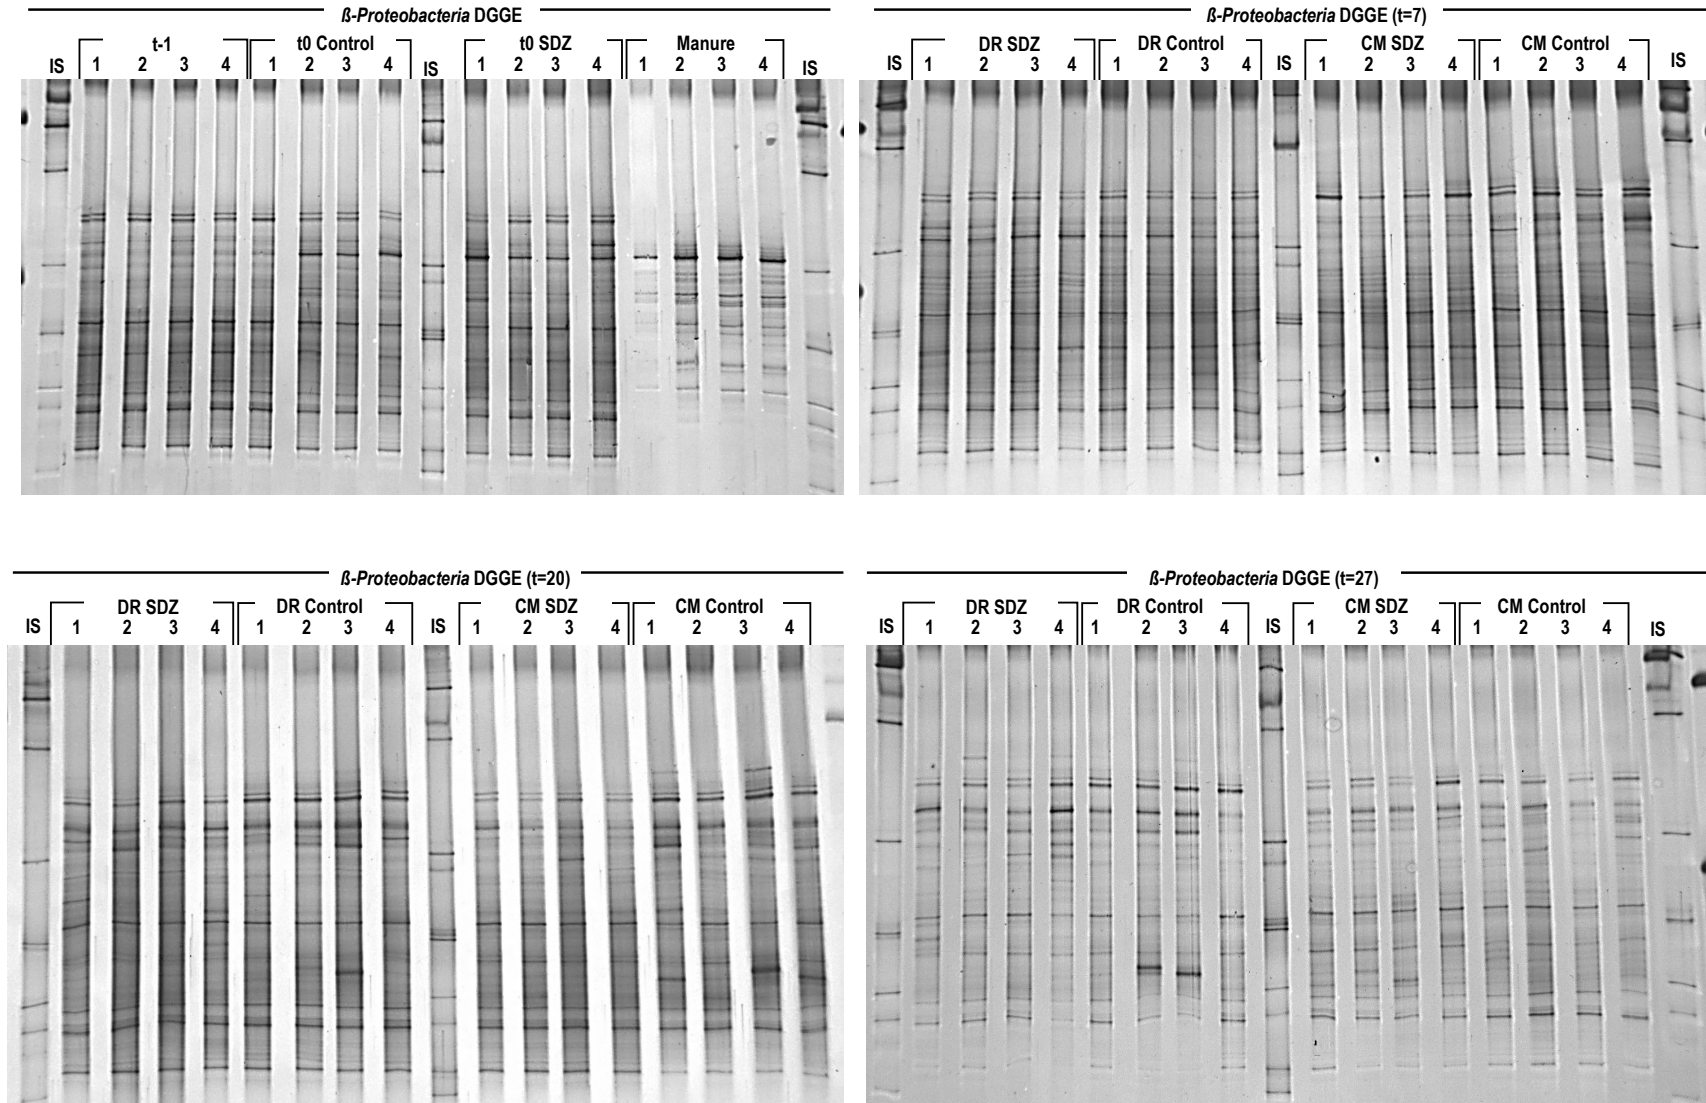 ß-Proteobacteria DGGE
t-1 t0 Control t0 SDZ Manure
IS 1 2 3 4 1 2 3 4 IS 1 2 3 4 1 2 3 4 IS
ß-Proteobacteria DGGE (t=7)
DR SDZ DR Control CM SDZ CM Control
IS 1 2 3 4 1 2 3 4 IS 1 2 3 4 1 2 3 4 IS
ß-Proteobacteria DGGE (t=20)
DR SDZ DR Control CM SDZ CM Control
IS 1 2 3 4 1 2 3 4 IS 1 2 3 4 1 2 3 4
ß-Proteobacteria DGGE (t=27)
DR SDZ DR Control CM SDZ CM Control
IS 1 2 3 4 1 2 3 4 IS 1 2 3 4 1 2 3 4 IS